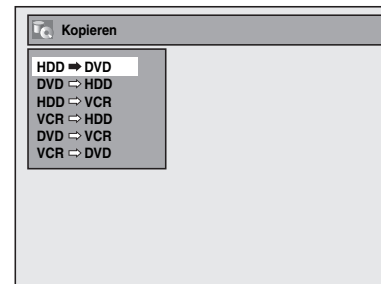 Kopieren
HDD ➡ DVD
DVD ⇨ HDD
HDD ⇨ VCR
VCR ⇨ HDD
DVD ⇨ VCR
VCR ⇨ DVD